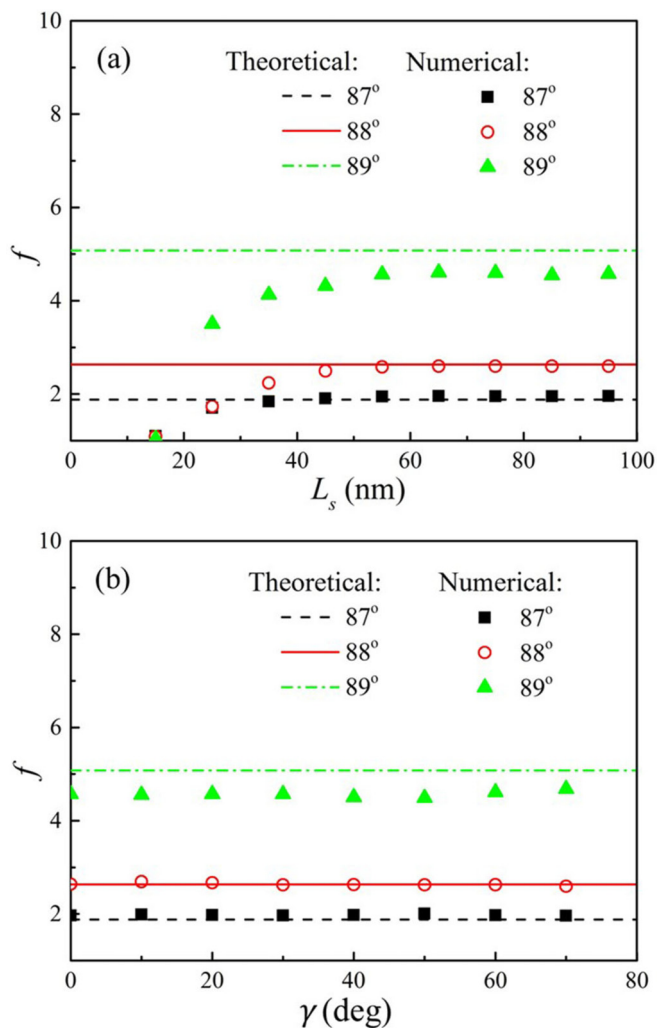 10
(a)
Theoretical: Numerical:
87° 87°
88° 88°
89° 89°
8
6
f
4
2
0 20 40 60 80 100
Lₛ (nm)
10
(b)
Theoretical: Numerical:
87° 87°
88° 88°
89° 89°
8
6
f
4
2
0 20 40 60 80
γ (deg)